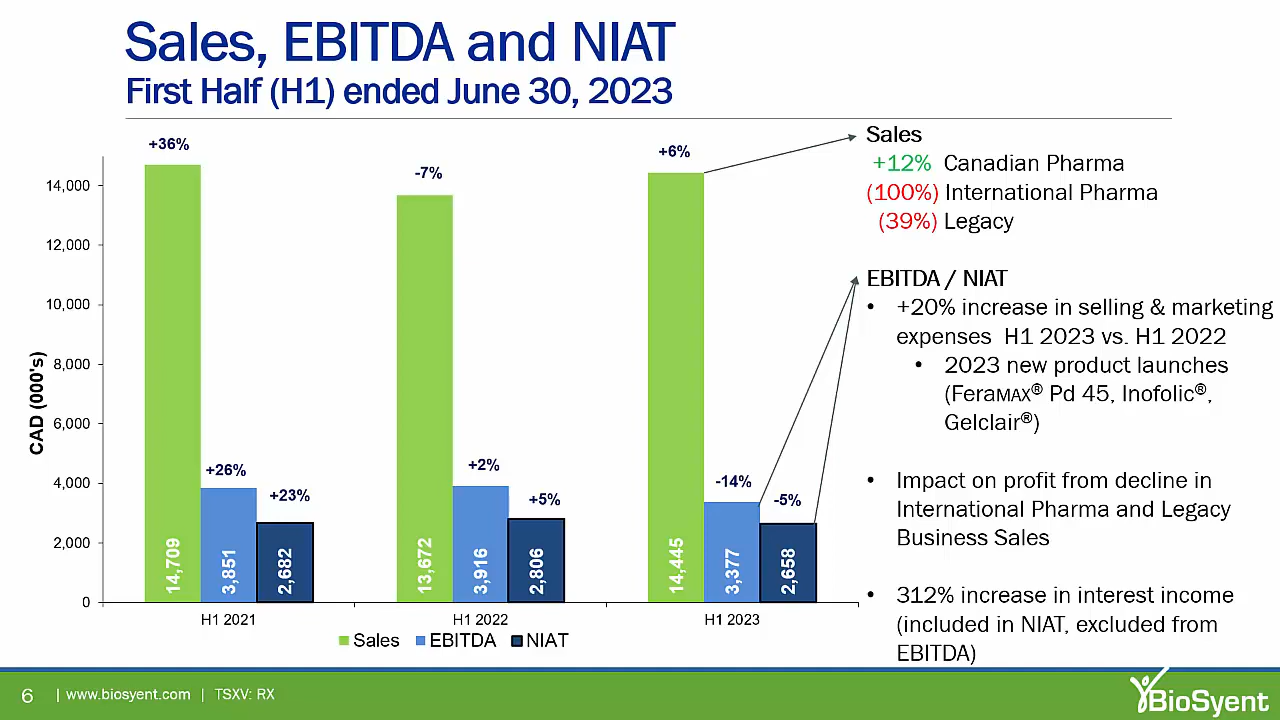 Sales, EBITDA and NIAT
First Half (H1) ended June 30, 2023
CAD (000's)
14,000
12,000
10,000
8,000
6,000
4,000
2,000
0
+36%
+26%
+23%
14,709
3,851
2,682
H1 2021
-7%
+2%
+5%
13,672
3,916
2,806
H1 2022
+6%
-14%
-5%
14,445
3,377
2,658
H1 2023
Sales EBITDA NIAT
Sales
+12% Canadian Pharma
(100%) International Pharma
(39%) Legacy
EBITDA / NIAT
• +20% increase in selling & marketing
expenses H1 2023 vs. H1 2022
• 2023 new product launches
(FeraMAX® Pd 45, Inofolic®,
Gelclair®)
• Impact on profit from decline in
International Pharma and Legacy
Business Sales
• 312% increase in interest income
(included in NIAT, excluded from
EBITDA)
6 | www.biosyent.com | TSXV: RX
BioSyent